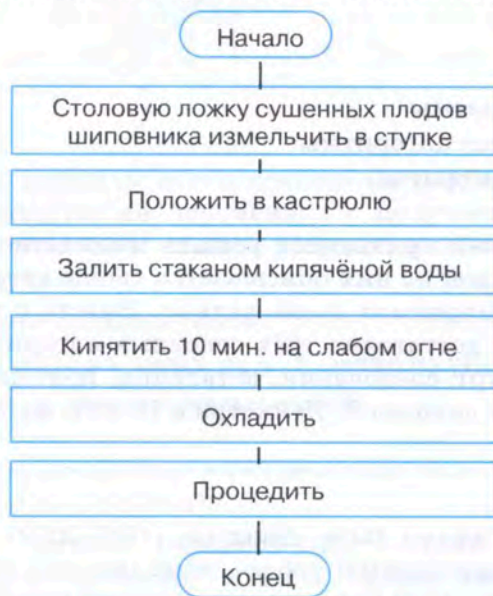 Начало
Столовую ложку сушенных плодов
шиповника измельчить в ступке
Положить в кастрюлю
Залить стаканом кипячёной воды
Кипятить 10 мин. на слабом огне
Охладить
Процедить
Конец